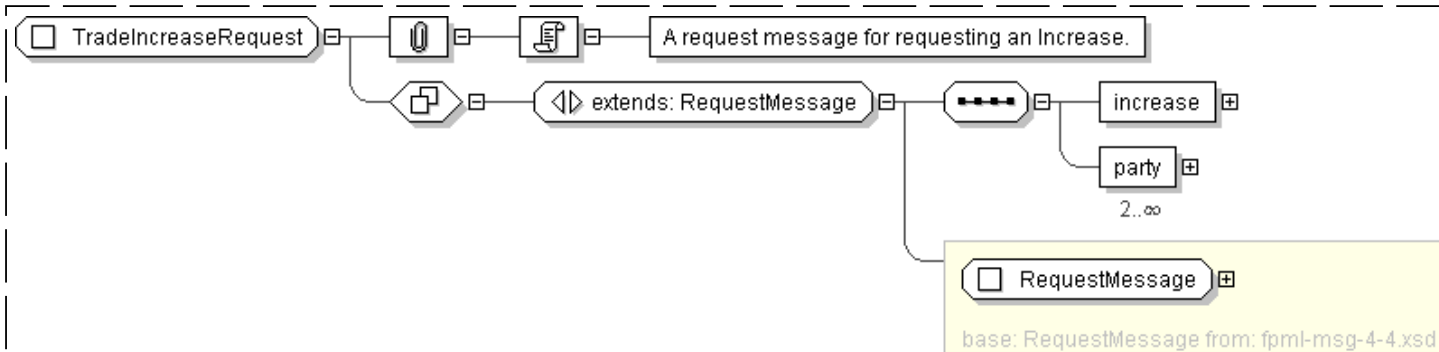 TradeIncreaseRequest
A request message for requesting an Increase.
extends: RequestMessage
increase
party
2..∞
RequestMessage
base: RequestMessage from: fpml-msg-4-4.xsd